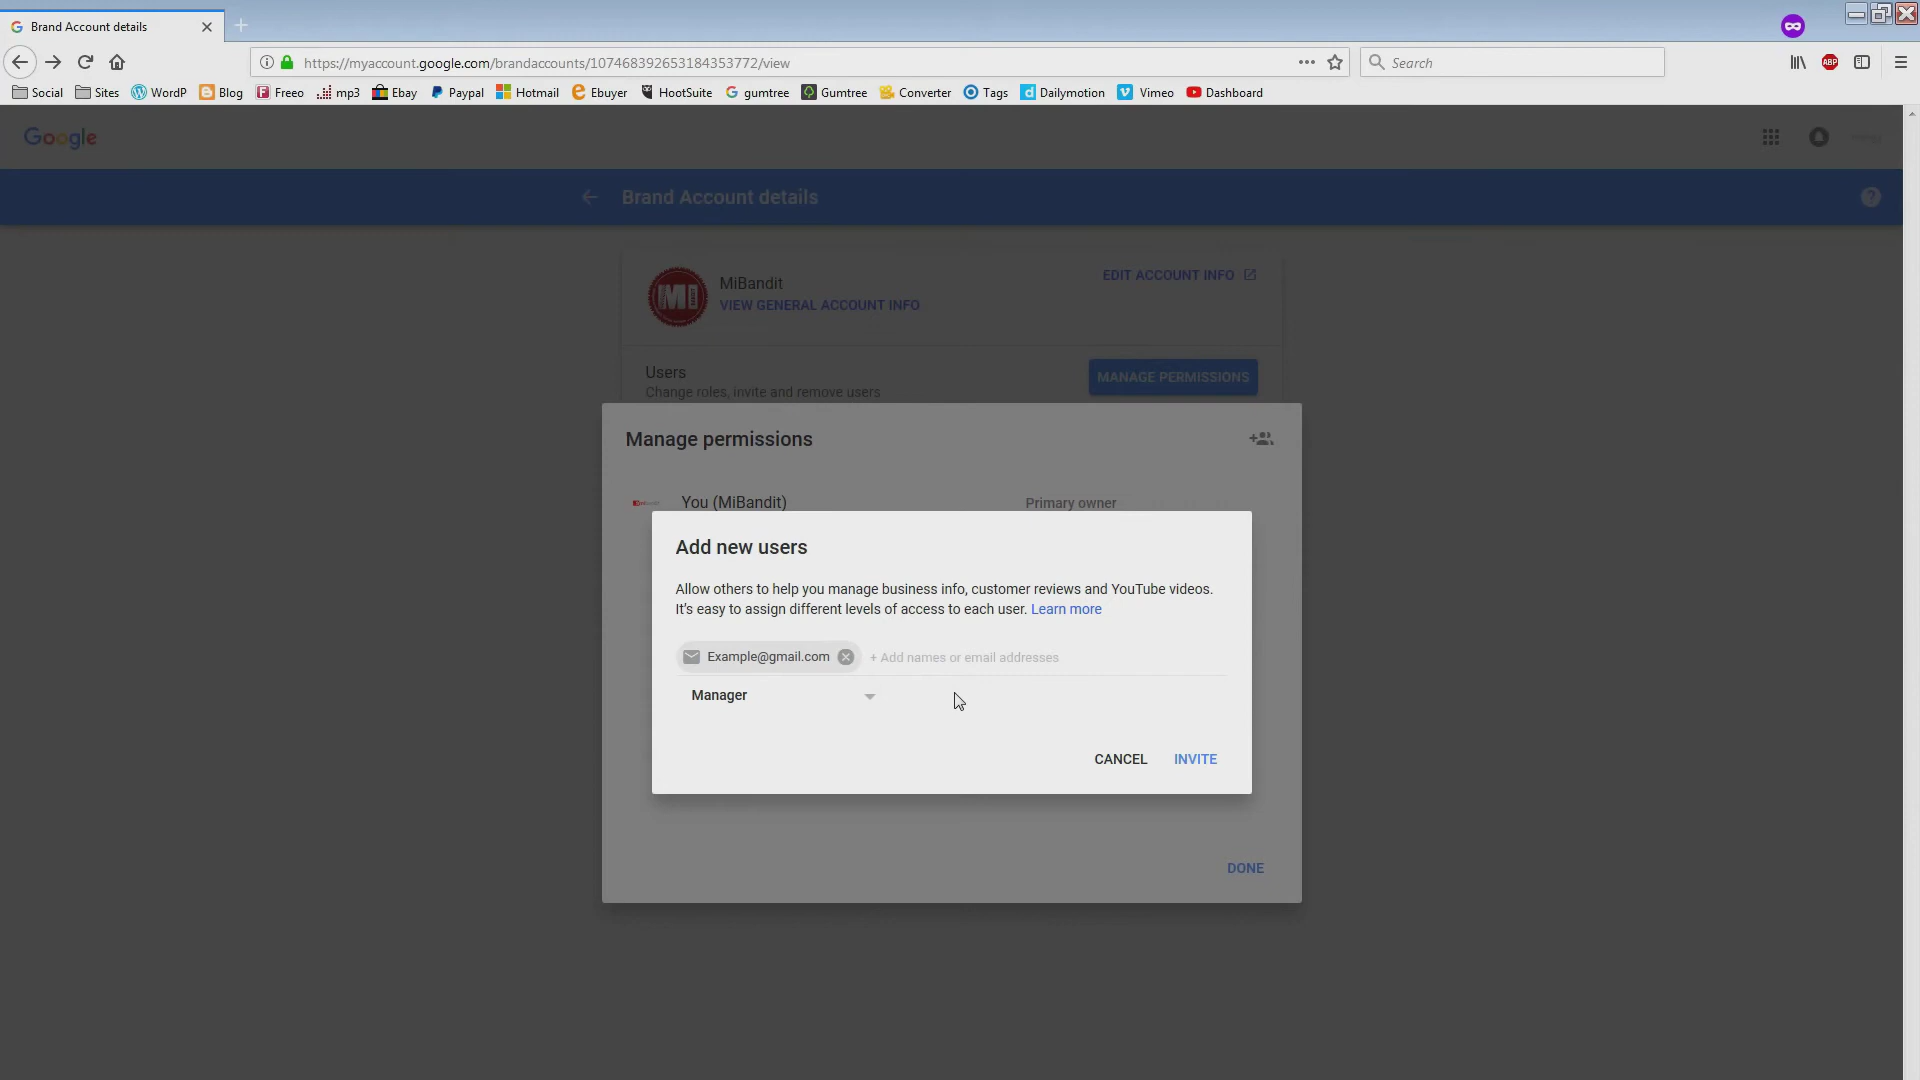 Brand Account details
https://myaccount.google.com/brandaccounts/107468392653184353772/view
Search
ABP
Social Sites WordP Blog Freeo mp3 Ebay Paypal Hotmail Ebuyer HootSuite gumtree Gumtree Converter Tags Dailymotion Vimeo Dashboard
Google
Brand Account details
MiBandit
EDIT ACCOUNT INFO
VIEW GENERAL ACCOUNT INFO
Users
MANAGE PERMISSIONS
Change roles, invite and remove users
Manage permissions
You (MiBandit) Primary owner
Add new users
Allow others to help you manage business info, customer reviews and YouTube videos.
It's easy to assign different levels of access to each user. Learn more
Example@gmail.com + Add names or email addresses
Manager
CANCEL INVITE
DONE